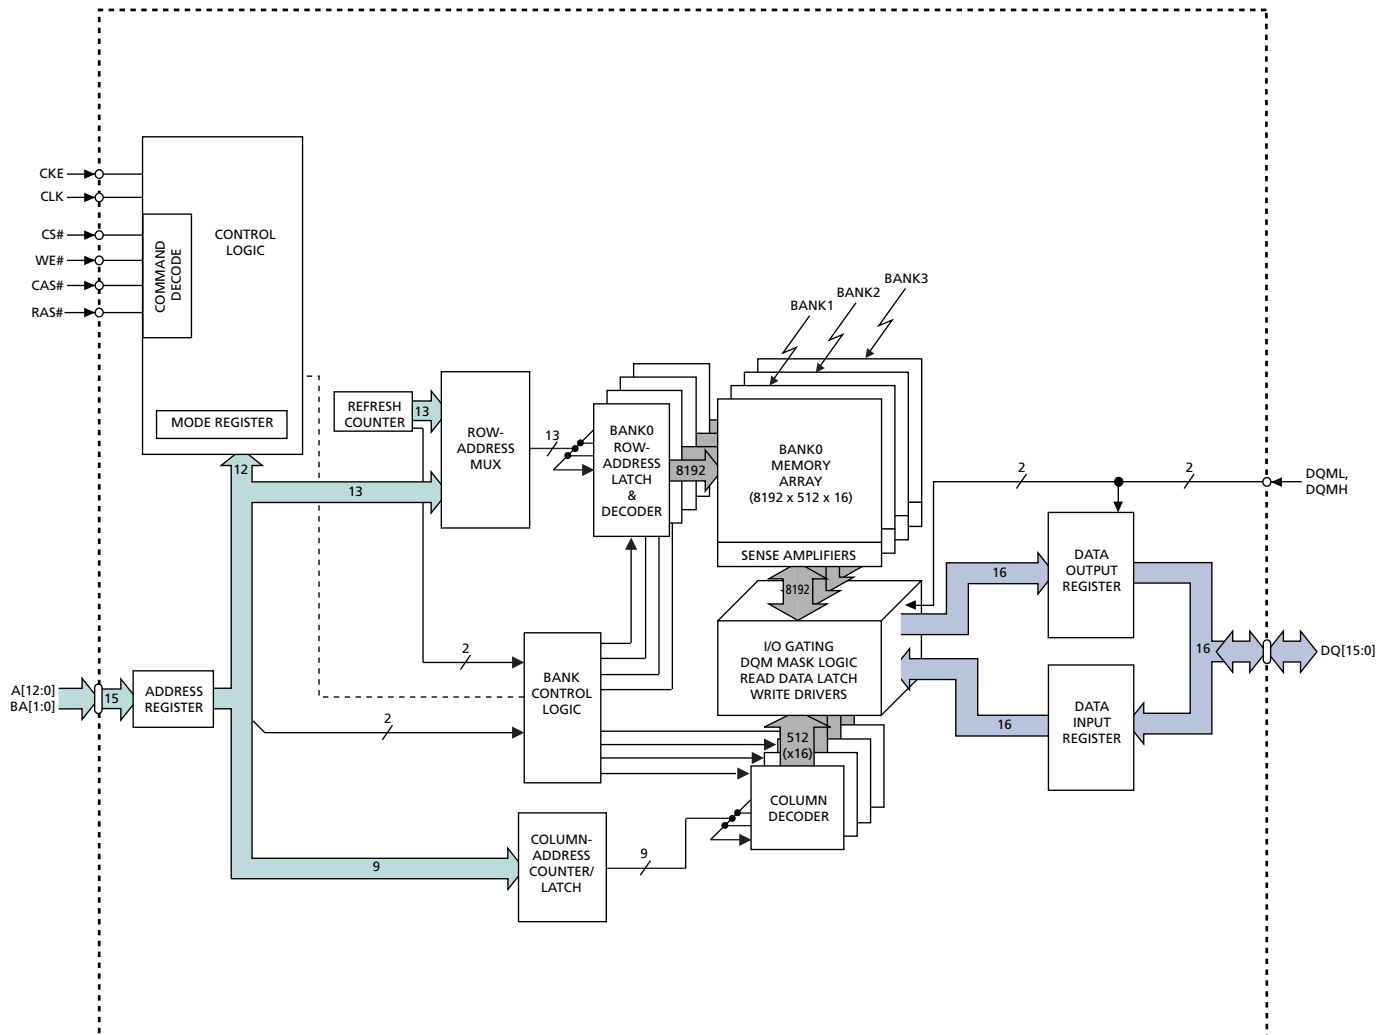 CKE
CLK
CS#
WE#
CAS#
RAS#
COMMAND
DECODE
CONTROL
LOGIC
MODE REGISTER
12
13
REFRESH
COUNTER
13
ROW-
ADDRESS
MUX
13
BANK0
ROW-
ADDRESS
LATCH
&
DECODER
8192
BANK1
BANK2
BANK3
BANK0
MEMORY
ARRAY
(8192 x 512 x 16)
SENSE AMPLIFIERS
8192
I/O GATING
DQM MASK LOGIC
READ DATA LATCH
WRITE DRIVERS
2
2
DQML,
DQMH
16
DATA
OUTPUT
REGISTER
16
DQ[15:0]
16
DATA
INPUT
REGISTER
A[12:0]
BA[1:0]
15
ADDRESS
REGISTER
2
2
BANK
CONTROL
LOGIC
512
(x16)
COLUMN
DECODER
9
COLUMN-
ADDRESS
COUNTER/
LATCH
9